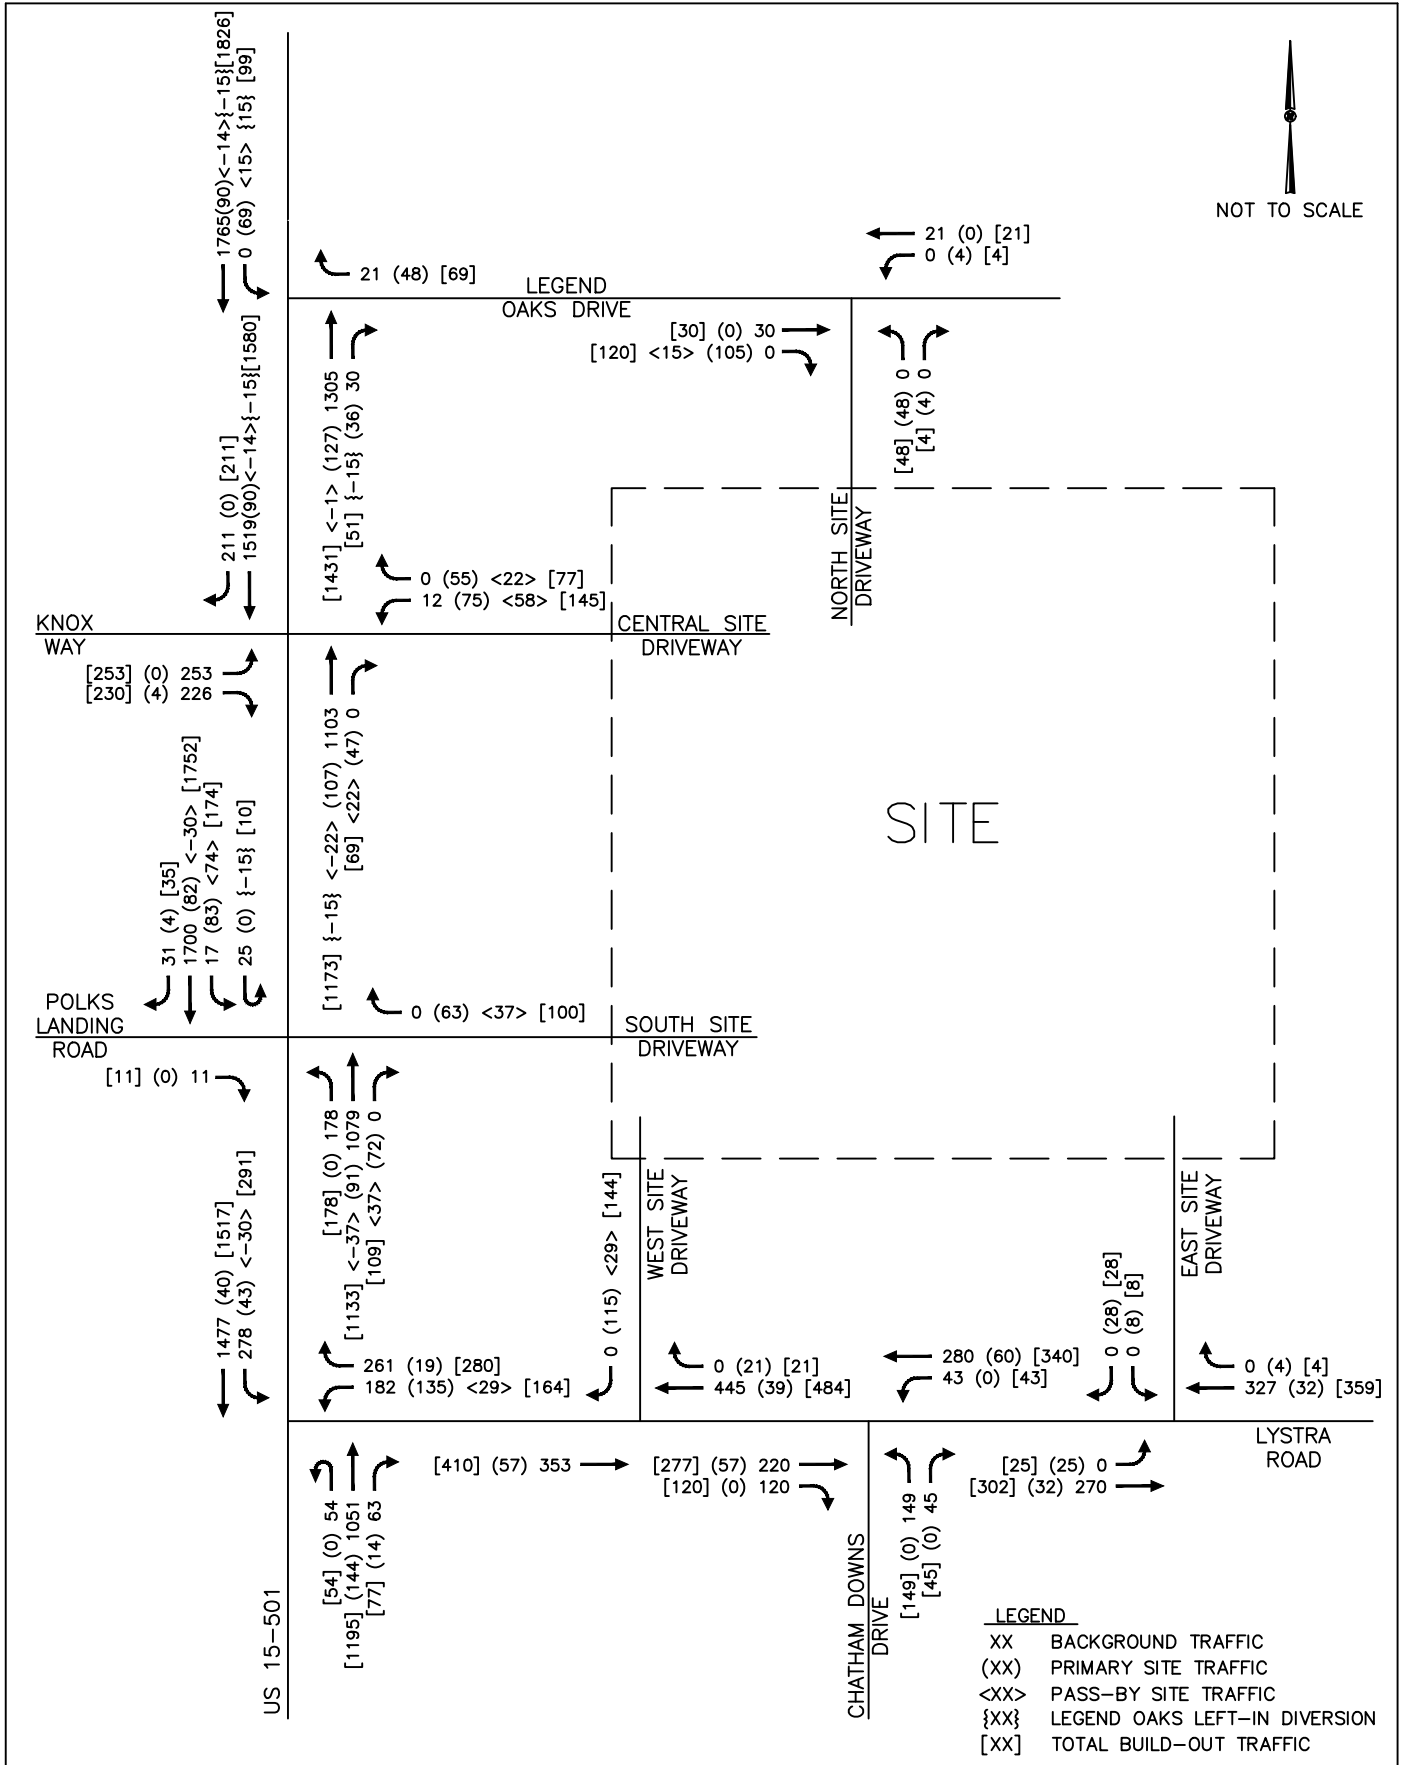 1765(90)<-14>{-15}[1826]
0 (69) <15> {15} [99]
NOT TO SCALE
21 (0) [21]
0 (4) [4]
21 (48) [69]
LEGEND
OAKS DRIVE
[30] (0) 30
[120] <15> (105) 0
[48] (48) 0
[4] (4) 0
[1431] <-1> (127) 1305
[51] {-15} (36) 30
211 (0) [211]
1519(90)<-14>{-15}[1580]
NORTH SITE
DRIVEWAY
0 (55) <22> [77]
12 (75) <58> [145]
KNOX
WAY
CENTRAL SITE
DRIVEWAY
[253] (0) 253
[230] (4) 226
[1173] {-15} <-22> (107) 1103
[69] <22> (47) 0
31 (4) [35]
1700 (82) <-30> [1752]
17 (83) <74> [174]
25 (0) {-15} [10]
SITE
0 (63) <37> [100]
POLKS
LANDING
ROAD
SOUTH SITE
DRIVEWAY
[11] (0) 11
[178] (0) 178
[1133] <-37> (91) 1079
[109] <37> (72) 0
1477 (40) [1517]
278 (43) <-30> [291]
0 (115) <29> [144]
WEST SITE
DRIVEWAY
0 (28) [28]
0 (8) [8]
EAST SITE
DRIVEWAY
261 (19) [280]
182 (135) <29> [164]
0 (21) [21]
445 (39) [484]
280 (60) [340]
43 (0) [43]
0 (4) [4]
327 (32) [359]
LYSTRA
ROAD
[54] (0) 54
[1195] (144) 1051
[77] (14) 63
[410] (57) 353
[277] (57) 220
[120] (0) 120
[149] (0) 149
[45] (0) 45
[25] (25) 0
[302] (32) 270
US 15-501
CHATHAM DOWNS
DRIVE
LEGEND
XX BACKGROUND TRAFFIC
(XX) PRIMARY SITE TRAFFIC
<XX> PASS-BY SITE TRAFFIC
{XX} LEGEND OAKS LEFT-IN DIVERSION
[XX] TOTAL BUILD-OUT TRAFFIC